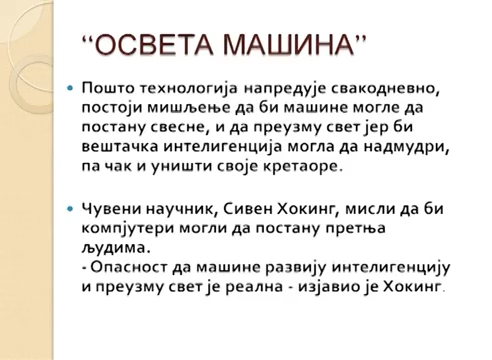 “ОСВЕТА МАШИНА”
Пошто технологија напредује свакодневно,
постоји мишљење да би машине могле да
постану свесне, и да преузму свет јер би
вештачка интелигенција могла да надмудри,
па чак и уништи своје кретаоре.
Чувени научник, Сивен Хокинг, мисли да би
компјутери могли да постану претња
људима.
- Опасност да машине развију интелигенцију
и преузму свет је реална - изјавио је Хокинг.